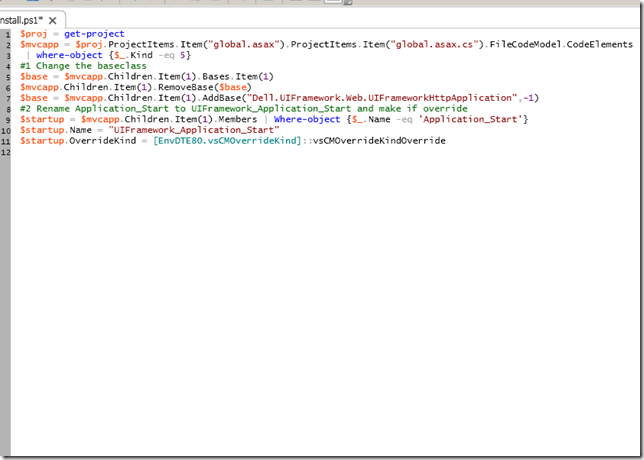 nstall.ps1*
1 $proj = get-project
2 $mvcapp = $proj.ProjectItems.Item("global.asax").ProjectItems.Item("global.asax.cs").FileCodeModel.CodeElements
3 | where-object {$_.Kind -eq 5}
4 #1 Change the baseclass
5 $base = $mvcapp.Children.Item(1).Bases.Item(1)
6 $mvcapp.Children.Item(1).RemoveBase($base)
7 $base = $mvcapp.Children.Item(1).AddBase("Dell.UIFramework.Web.UIFrameworkHttpApplication",-1)
8 #2 Rename Application_Start to UIFramework_Application_Start and make if override
9 $startup = $mvcapp.Children.Item(1).Members | Where-object {$_.Name -eq 'Application_Start'}
10 $startup.Name = "UIFramework_Application_Start"
11 $startup.OverrideKind = [EnvDTE80.vsCMOverrideKind]::vsCMOverrideKindOverride
12